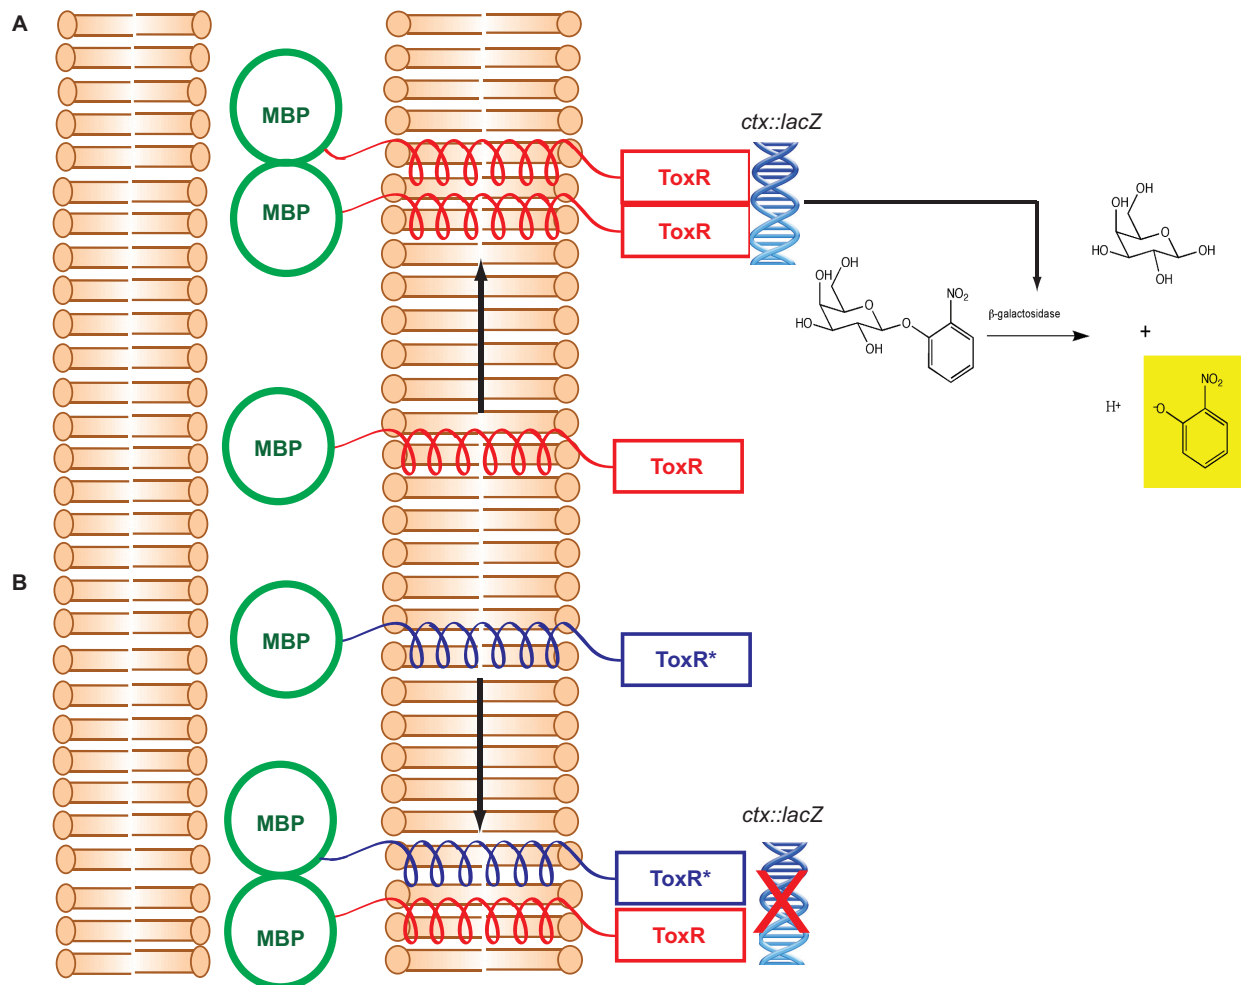 A
MBP
ctx::lacZ
ToxR
MBP
ToxR
OH
OH
O
HO
OH
OH
OH
OH
O
HO
O
OH
NO2
β-galactosidase
+
H+
NO2
-O
MBP
ToxR
B
MBP
ToxR*
MBP
ctx::lacZ
ToxR*
MBP
ToxR